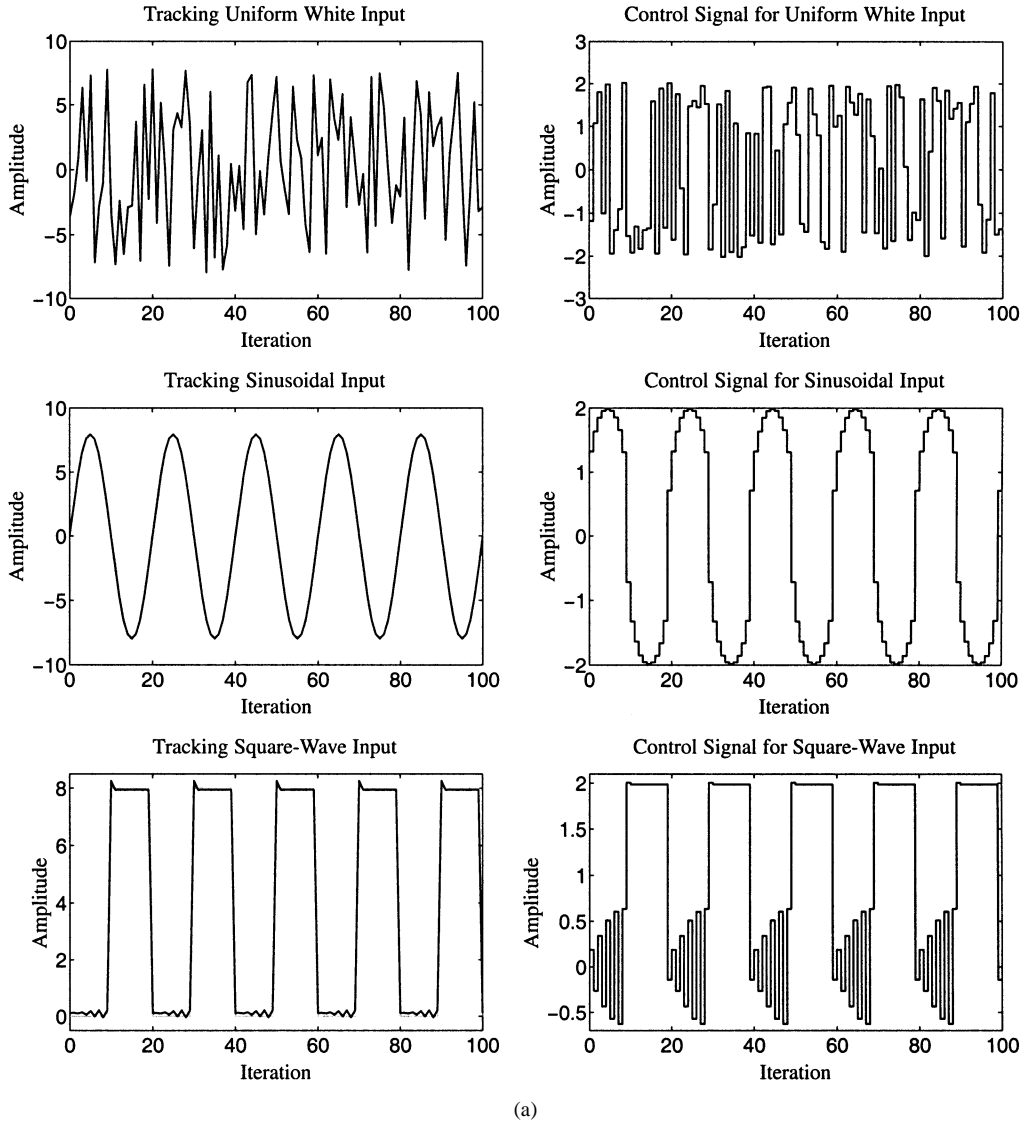 Tracking Uniform White Input
10
5
0
−5
−10
Amplitude
0 20 40 60 80 100
Iteration
Control Signal for Uniform White Input
3
2
1
0
−1
−2
−3
Amplitude
0 20 40 60 80 100
Iteration
Tracking Sinusoidal Input
10
5
0
−5
−10
Amplitude
0 20 40 60 80 100
Iteration
Control Signal for Sinusoidal Input
2
1
0
−1
−2
Amplitude
0 20 40 60 80 100
Iteration
Tracking Square-Wave Input
8
6
4
2
0
Amplitude
0 20 40 60 80 100
Iteration
Control Signal for Square-Wave Input
2
1.5
1
0.5
0
−0.5
Amplitude
0 20 40 60 80 100
Iteration
(a)